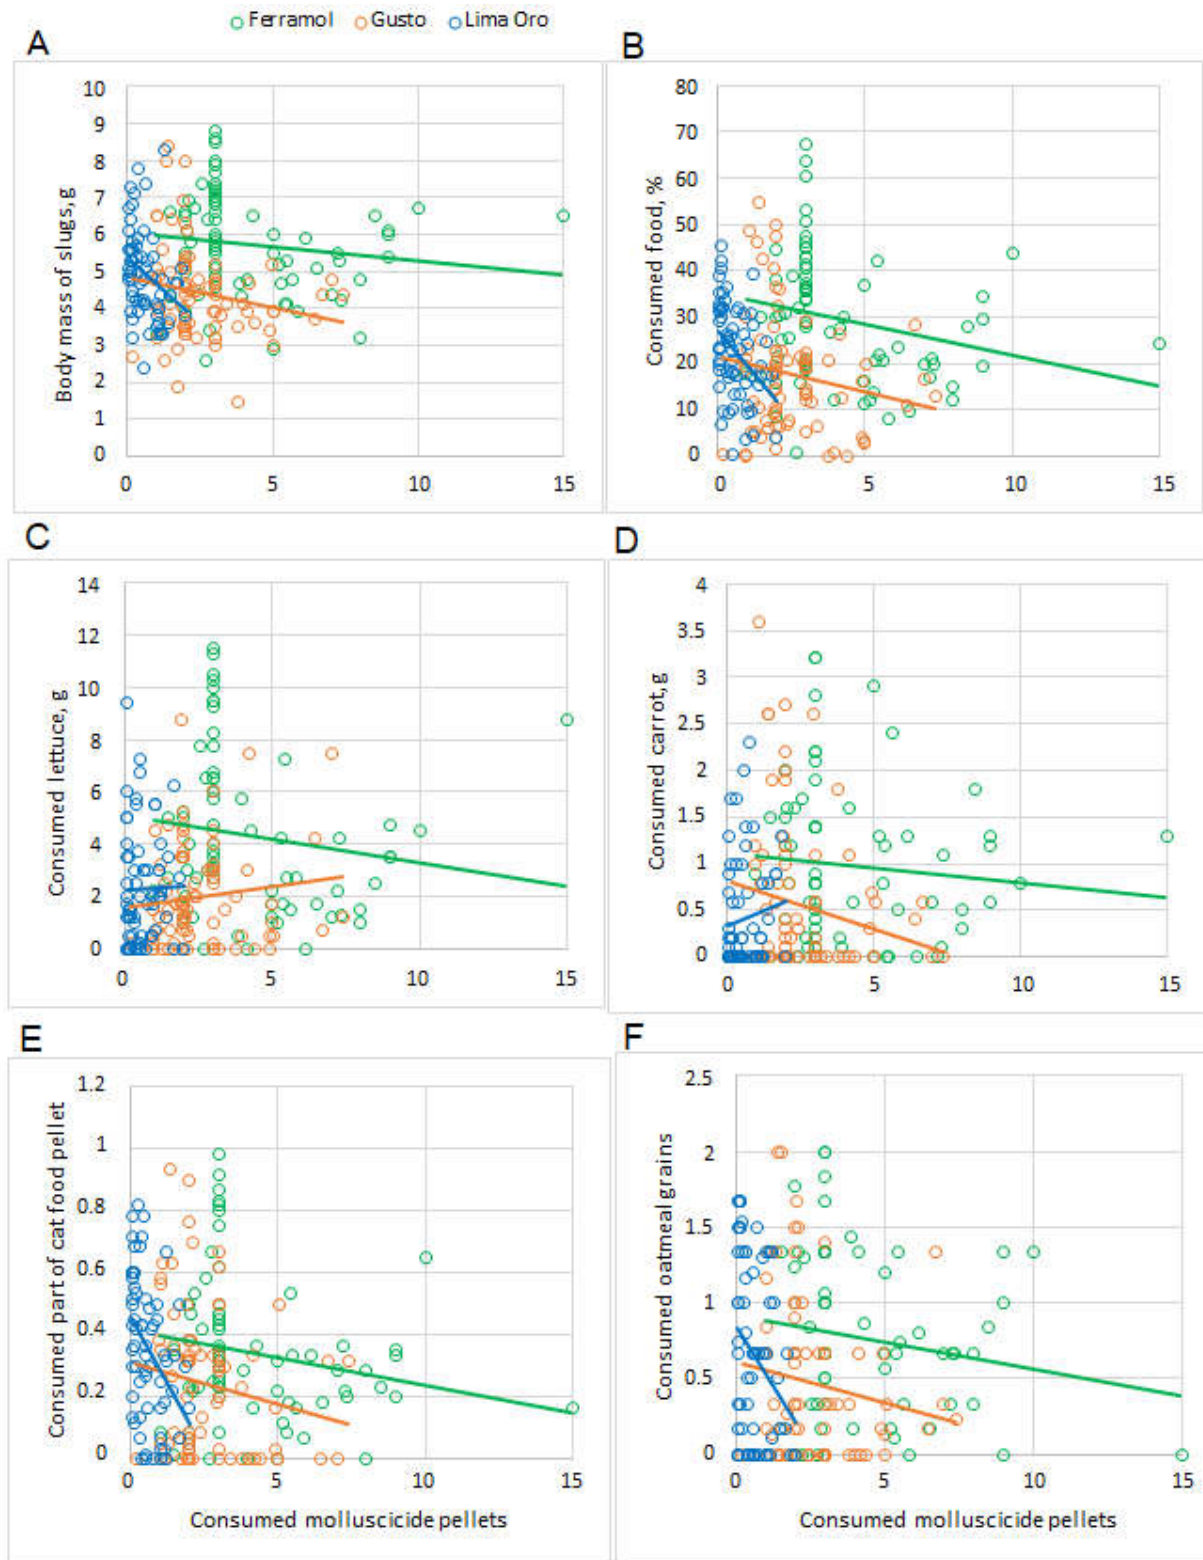 Ferramol Gusto Lima Oro
A
Body mass of slugs, g
10
9
8
7
6
5
4
3
2
1
0
0 5 10 15
B
Consumed food, %
80
70
60
50
40
30
20
10
0
0 5 10 15
C
Consumed lettuce, g
14
12
10
8
6
4
2
0
0 5 10 15
D
Consumed carrot, g
4
3.5
3
2.5
2
1.5
1
0.5
0
0 5 10 15
E
Consumed part of cat food pellet
1.2
1
0.8
0.6
0.4
0.2
0
0 5 10 15
Consumed molluscicide pellets
F
Consumed oatmeal grains
2.5
2
1.5
1
0.5
0
0 5 10 15
Consumed molluscicide pellets